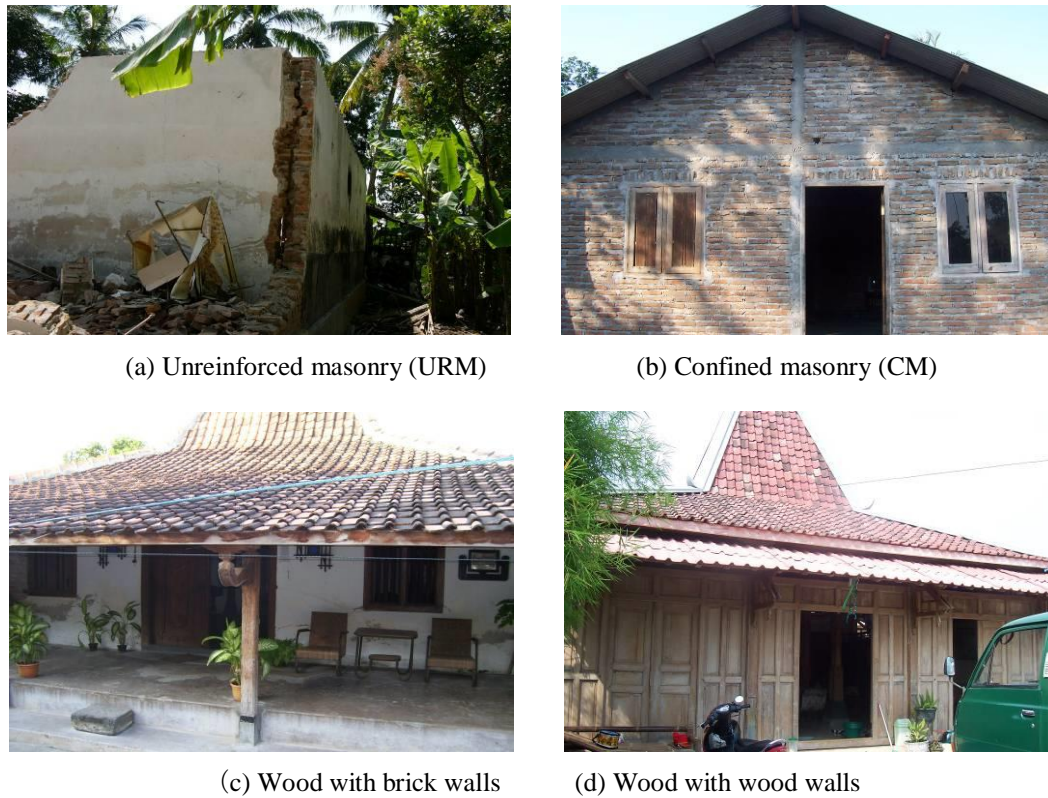 (a) Unreinforced masonry (URM)
(b) Confined masonry (CM)
（c) Wood with brick walls
(d) Wood with wood walls